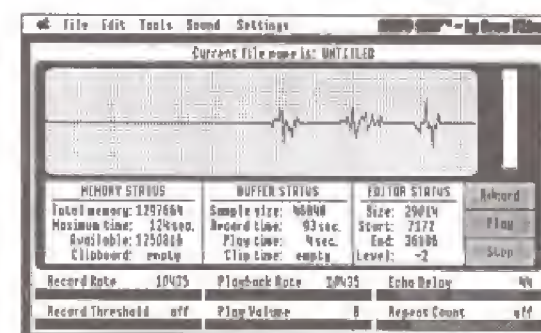 File Edit Tools Sound Settings
Current file name is: UNTITLED
MEMORY STATUS
Total memory: 1297664
Maximum time: 124sec.
Available: 1250816
Clipboard: empty
BUFFER STATUS
Sample size:
Record time: 03sec.
Play time: 4sec.
Clip time: empty
EDITOR STATUS
Size: 29014
Start: 7172
End: 36186
Level: -2
Record
Play
Stop
Record Rate 10435 Playback Rate 10435 Echo Delay
Record Threshold off Play Volume 8 Repeat Count off